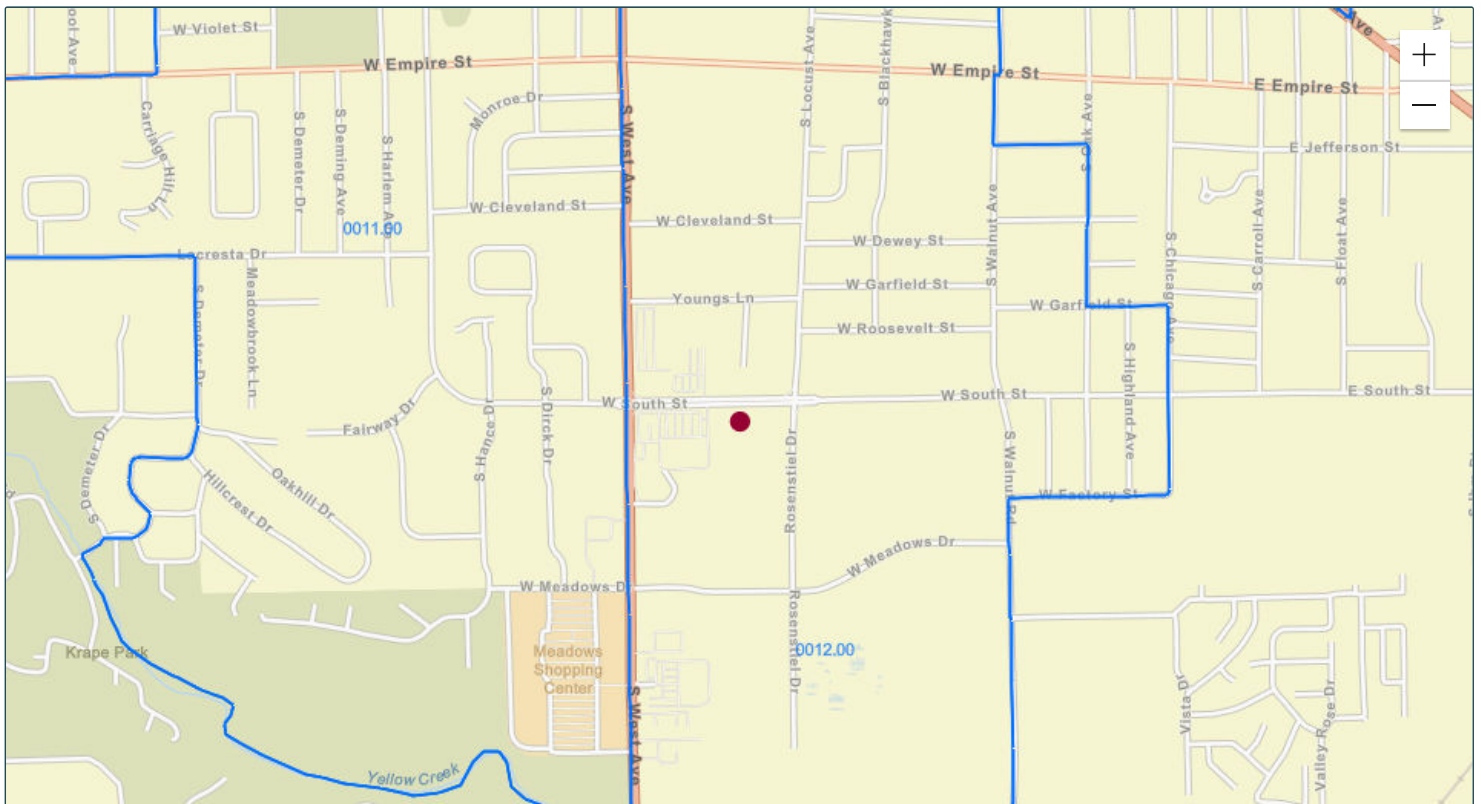 ool Ave
W Violet St
W Empire St
W Empire St
E Empire St
Ave
+
−
Carriage Hill Ln
S Demeter Dr
S Deming Ave
S Harlem Ave
Monroe Dr
S West Ave
S Locust Ave
S Blackhawk
S Oak Ave
E Jefferson St
W Cleveland St
W Cleveland St
W Dewey St
S Walnut Ave
S Chicago Ave
S Carroll Ave
S Float Ave
0011.00
Lacresta Dr
Meadowbrook Ln
S Demeter Dr
Youngs Ln
W Garfield St
W Garfield St
W Roosevelt St
S Highland Ave
W South St
W South St
E South St
Fairway Dr
S Hance Dr
S Dirck Dr
S Demeter Dr
Hillcrest Dr
Oakhill Dr
Rosenstiel Dr
S Walnut Rd
W Factory St
W Meadows Dr
W Meadows D
Rosenstiel Dr
0012.00
Krape Park
Meadows
Shopping
Center
S West Ave
Yellow Creek
Vista Dr
Valley Rose Dr